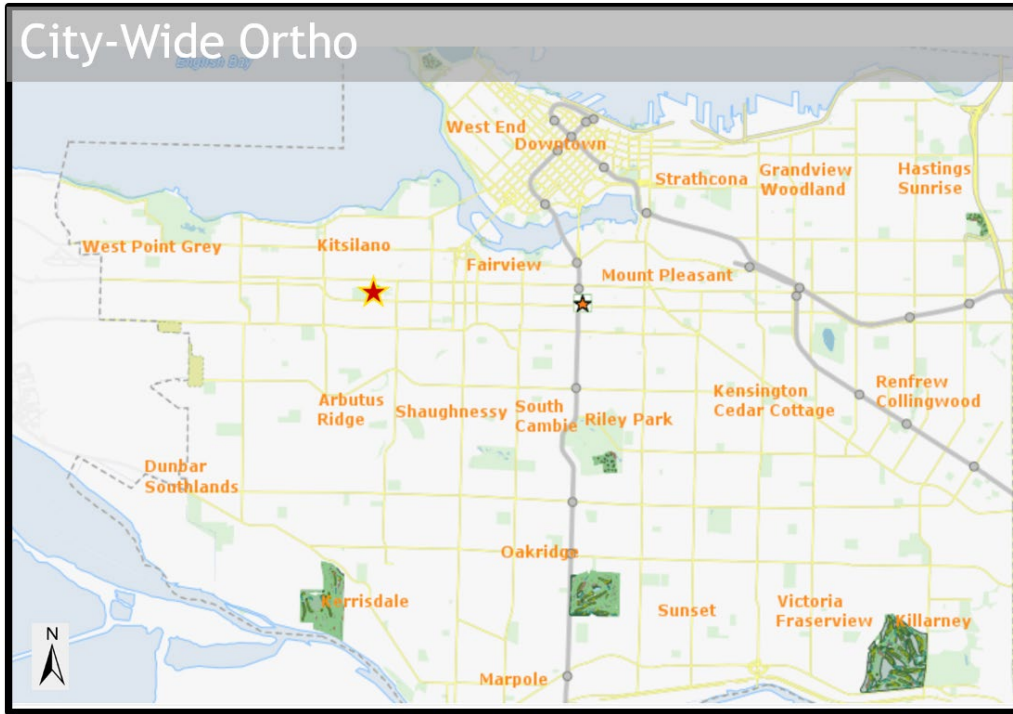 City-Wide Ortho
English Bay
West End
Downtown
Strathcona
Grandview
Woodland
Hastings
Sunrise
West Point Grey
Kitsilano
Fairview
Mount Pleasant
Arbutus
Ridge
Shaughnessy
South
Cambie
Riley Park
Kensington
Cedar Cottage
Renfrew
Collingwood
Dunbar
Southlands
Oakridge
Kerrisdale
Sunset
Victoria
Fraserview
Killarney
Marpole
N